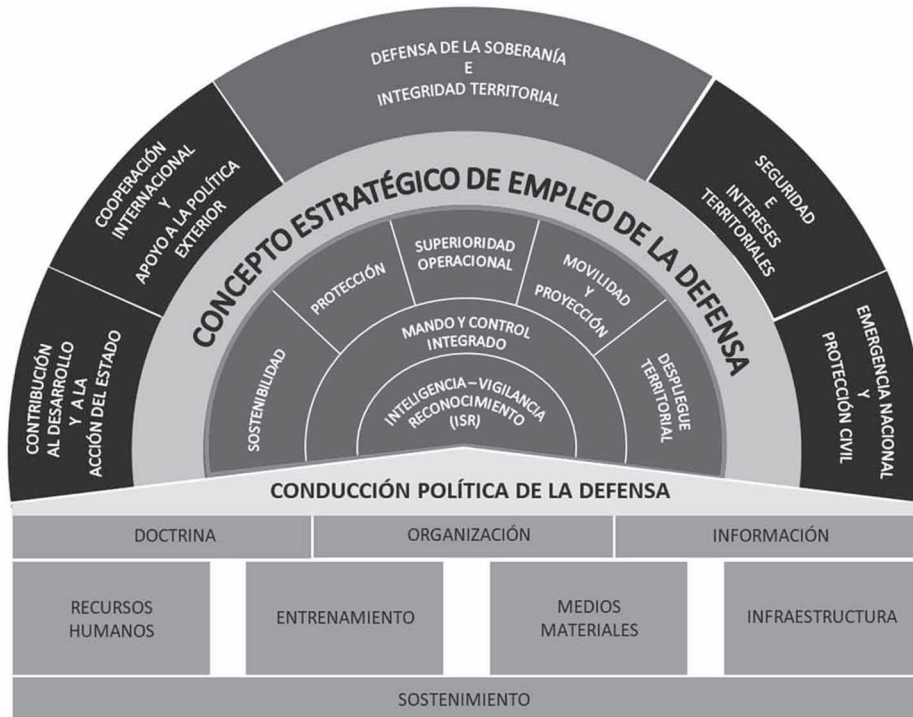 DEFENSA DE LA SOBERANÍA
E
INTEGRIDAD TERRITORIAL
COOPERACIÓN
INTERNACIONAL
Y
APOYO A LA POLÍTICA
EXTERIOR
SEGURIDAD
E
INTERESES
TERRITORIALES
CONTRIBUCIÓN
AL DESARROLLO
Y A LA
ACCIÓN DEL ESTADO
EMERGENCIA NACIONAL
Y
PROTECCIÓN CIVIL
CONCEPTO ESTRATÉGICO DE EMPLEO DE LA DEFENSA
SOSTENIBILIDAD
PROTECCIÓN
SUPERIORIDAD
OPERACIONAL
MOVILIDAD
Y
PROYECCIÓN
DESPLIEGUE
TERRITORIAL
MANDO Y CONTROL
INTEGRADO
INTELIGENCIA – VIGILANCIA
RECONOCIMIENTO
(ISR)
CONDUCCIÓN POLÍTICA DE LA DEFENSA
DOCTRINA
ORGANIZACIÓN
INFORMACIÓN
RECURSOS
HUMANOS
ENTRENAMIENTO
MEDIOS
MATERIALES
INFRAESTRUCTURA
SOSTENIMIENTO